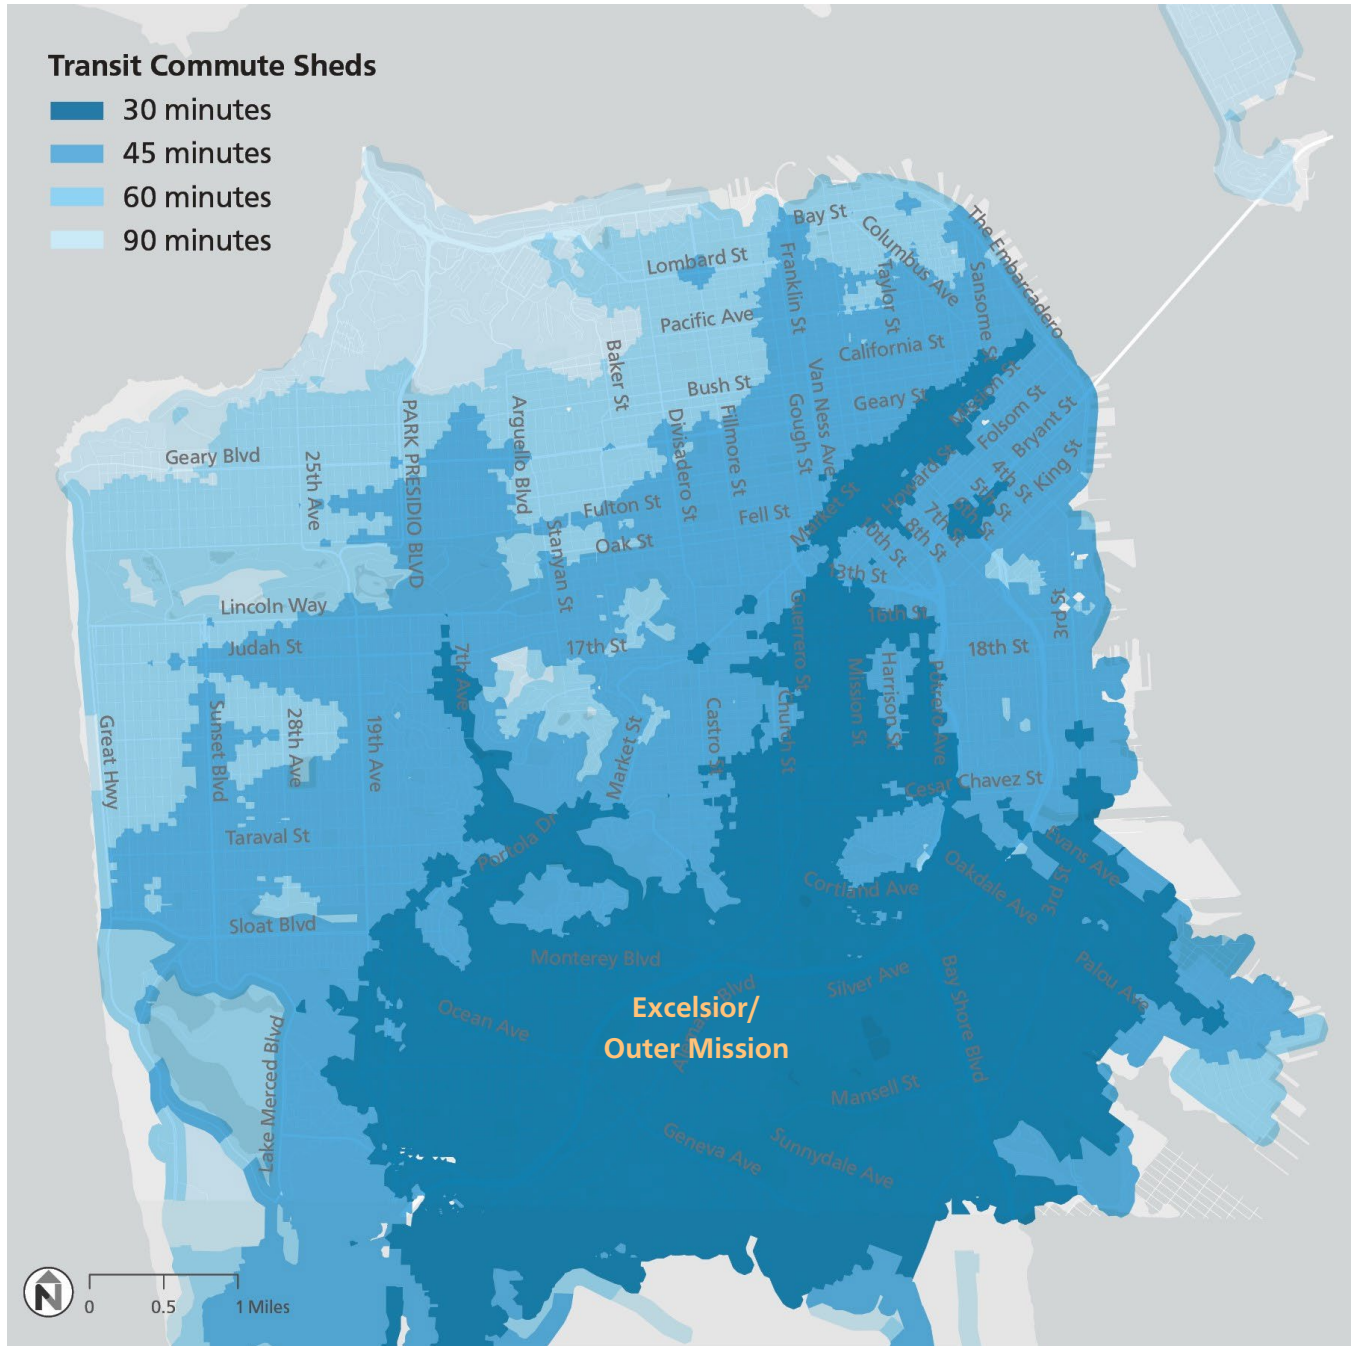 Transit Commute Sheds
30 minutes
45 minutes
60 minutes
90 minutes
Bay St
Columbus Ave
The Embarcadero
Lombard St
Franklin St
Taylor St
Sansome St
Pacific Ave
California St
Baker St
Bush St
Van Ness Ave
Geary St
Mission St
Folsom St
Bryant St
King St
PARK PRESIDIO BLVD
Arguello Blvd
Divisadero St
Fillmore St
Gough St
Geary Blvd
25th Ave
Howard St
4th St
5th St
6th St
7th St
8th St
10th St
Market St
Fulton St
Fell St
Oak St
Stanyan St
13th St
Lincoln Way
Guerrero St
16th St
3rd St
Judah St
17th St
18th St
7th Ave
Mission St
Harrison St
Potrero Ave
Great Hwy
Sunset Blvd
28th Ave
19th Ave
Market St
Castro St
Church St
Cesar Chavez St
Taraval St
Portola Dr
Evans Ave
Cortland Ave
Oakdale Ave
3rd St
Sloat Blvd
Monterey Blvd
Silver Ave
Bay Shore Blvd
Palou Ave
Ocean Ave
Blvd
Excelsior/
Outer Mission
Lake Merced Blvd
Mansell St
Geneva Ave
Sunnydale Ave
N
0 0.5 1 Miles